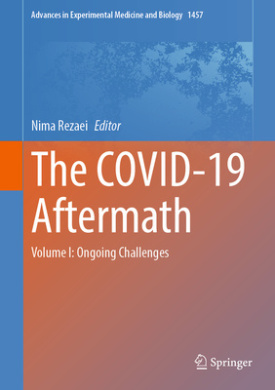 Advances in Experimental Medicine and Biology 1457
Nima Rezaei Editor
The COVID-19
Aftermath
Volume I: Ongoing Challenges
Springer